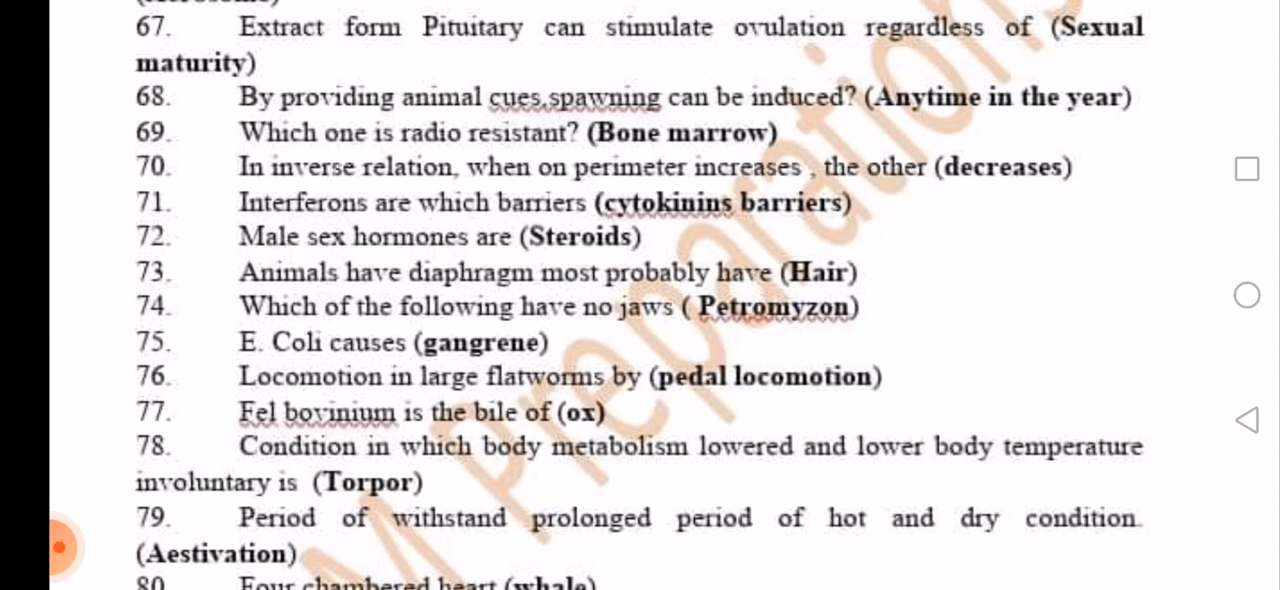 67. Extract form Pituitary can stimulate ovulation regardless of (Sexual
maturity)
68. By providing animal cues,spawning can be induced? (Anytime in the year)
69. Which one is radio resistant? (Bone marrow)
70. In inverse relation, when on perimeter increases , the other (decreases)
71. Interferons are which barriers (cytokinins barriers)
72. Male sex hormones are (Steroids)
73. Animals have diaphragm most probably have (Hair)
74. Which of the following have no jaws ( Petromyzon)
75. E. Coli causes (gangrene)
76. Locomotion in large flatworms by (pedal locomotion)
77. Fel bovinium is the bile of (ox)
78. Condition in which body metabolism lowered and lower body temperature
involuntary is (Torpor)
79. Period of withstand prolonged period of hot and dry condition.
(Aestivation)
80. Four chambered heart (whale)
M Preparation